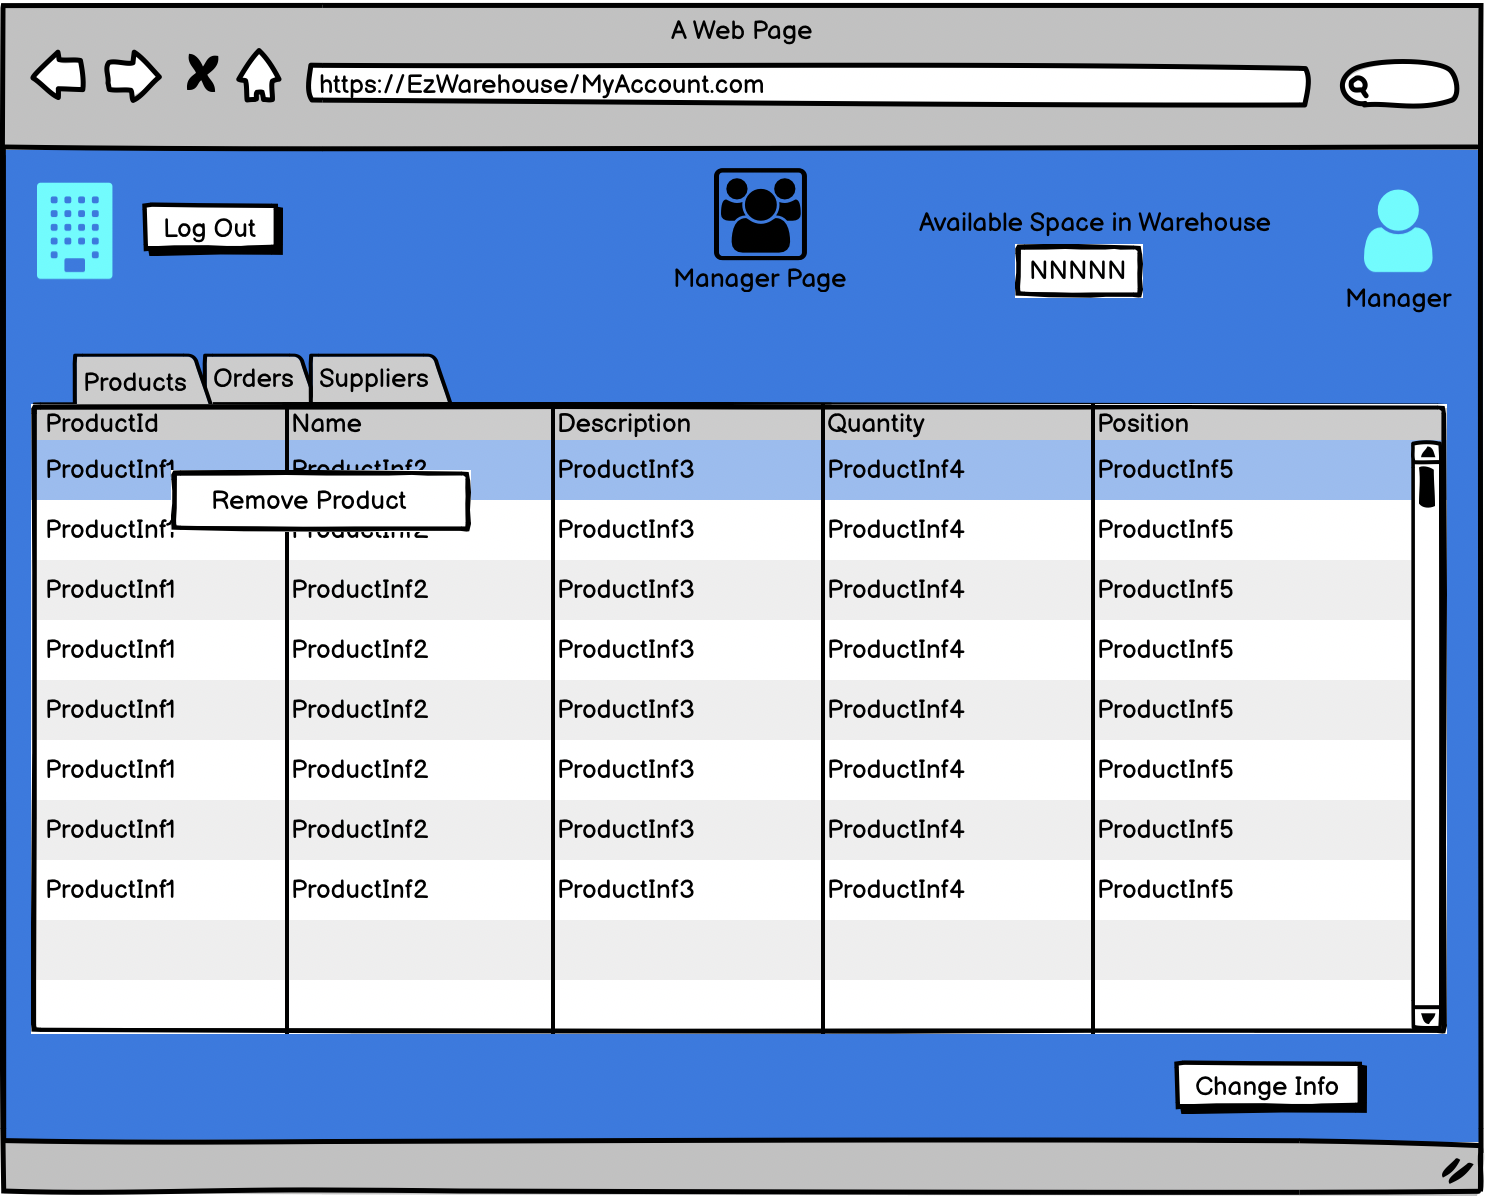 A Web Page
https://EzWarehouse/MyAccount.com
Log Out
Manager Page
Available Space in Warehouse
NNNNN
Manager
Products Orders Suppliers
ProductId Name Description Quantity Position
ProductInf1 ProductInf2 ProductInf3 ProductInf4 ProductInf5
Remove Product
ProductInf1 ProductInf2 ProductInf3 ProductInf4 ProductInf5
ProductInf1 ProductInf2 ProductInf3 ProductInf4 ProductInf5
ProductInf1 ProductInf2 ProductInf3 ProductInf4 ProductInf5
ProductInf1 ProductInf2 ProductInf3 ProductInf4 ProductInf5
ProductInf1 ProductInf2 ProductInf3 ProductInf4 ProductInf5
ProductInf1 ProductInf2 ProductInf3 ProductInf4 ProductInf5
ProductInf1 ProductInf2 ProductInf3 ProductInf4 ProductInf5
Change Info